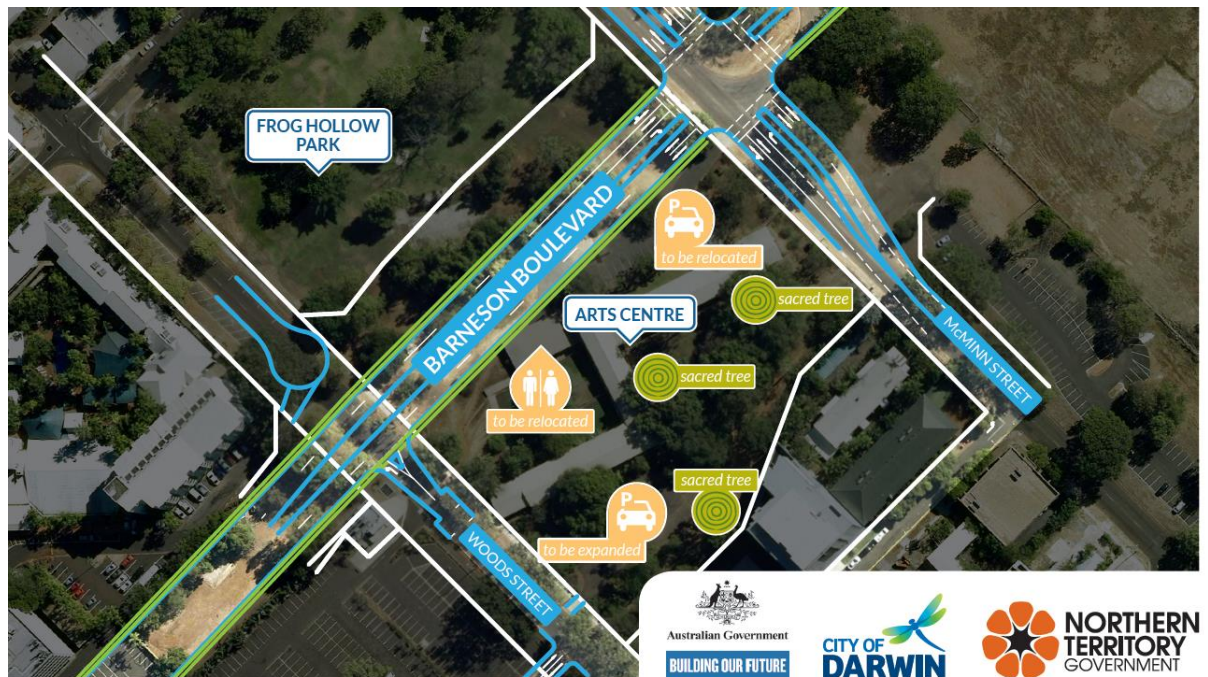 FROG HOLLOW
PARK
BARNESON BOULEVARD
P
to be relocated
sacred tree
ARTS CENTRE
McMINN STREET
sacred tree
to be relocated
sacred tree
P
to be expanded
WOODS STREET
Australian Government
BUILDING OUR FUTURE
CITY OF
DARWIN
NORTHERN
TERRITORY
GOVERNMENT